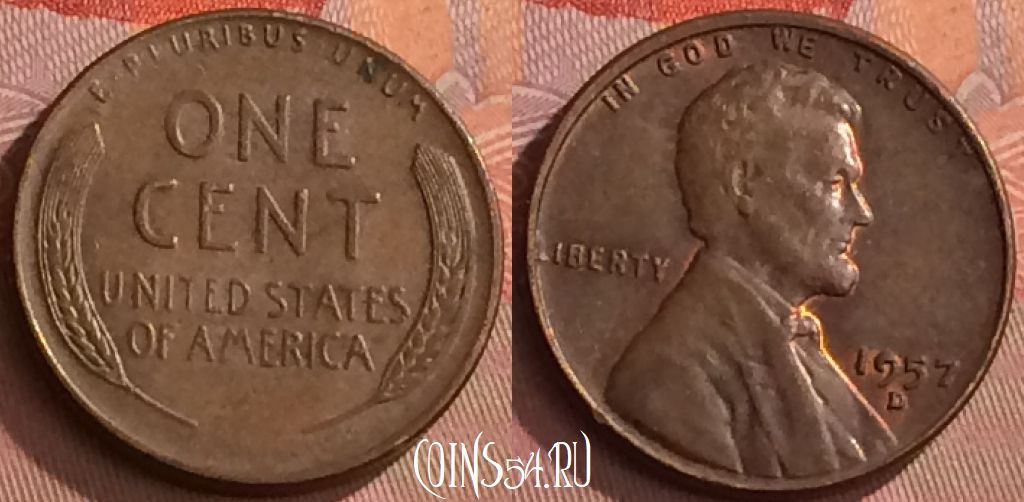 E·PLURIBUS·UNUM
ONE
CENT
UNITED STATES
OF AMERICA
IN GOD WE TRUST
LIBERTY
1957
D
COINS54.RU